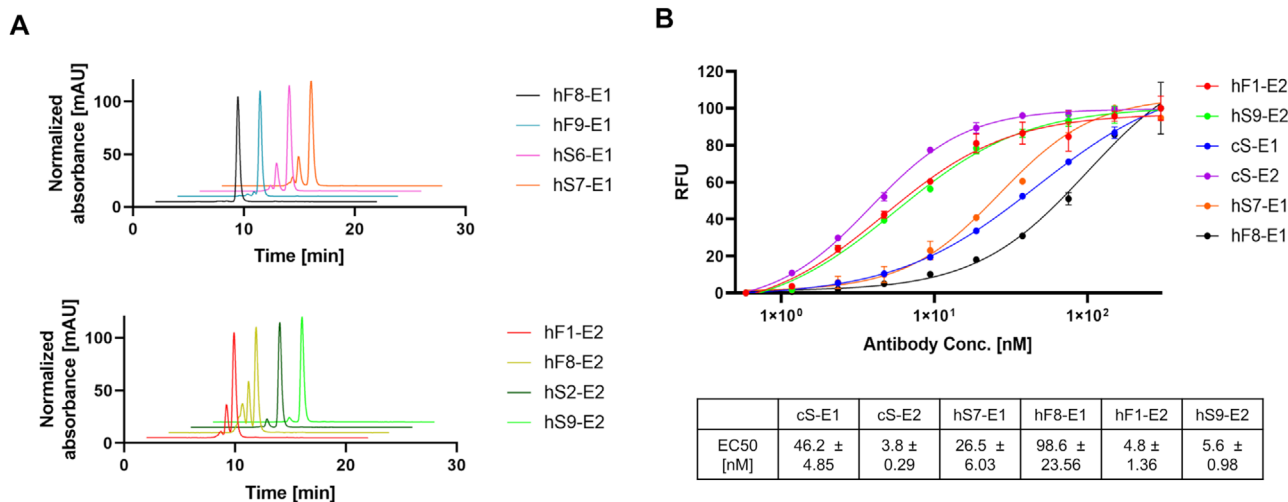 A
Normalized
absorbance [mAU]
100
50
0
0
10
20
30
Time [min]
hF8-E1
hF9-E1
hS6-E1
hS7-E1
Normalized
absorbance [mAU]
100
50
0
0
10
20
30
Time [min]
hF1-E2
hF8-E2
hS2-E2
hS9-E2
B
RFU
120
100
80
60
40
20
0
1×10⁰
1×10¹
1×10²
Antibody Conc. [nM]
hF1-E2
hS9-E2
cS-E1
cS-E2
hS7-E1
hF8-E1
cS-E1 cS-E2 hS7-E1 hF8-E1 hF1-E2 hS9-E2
EC50 46.2 ± 3.8 ± 26.5 ± 98.6 ± 4.8 ± 5.6 ±
[nM] 4.85 0.29 6.03 23.56 1.36 0.98